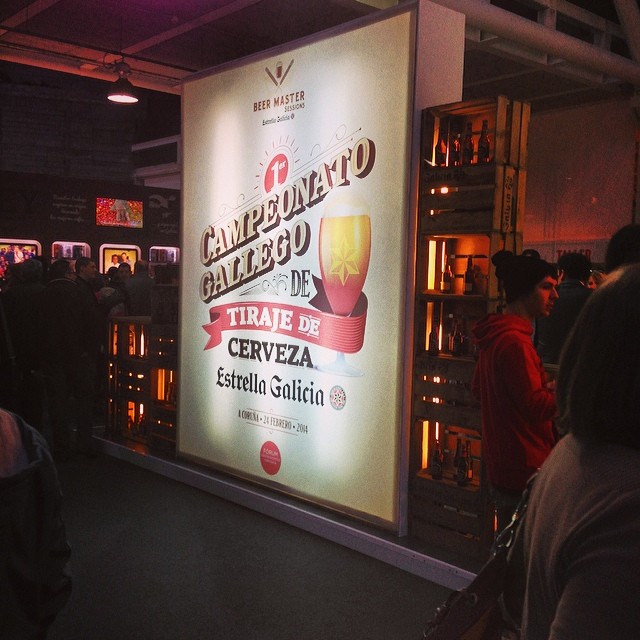 BEER MASTER
SESSIONS
Estrella Galicia
1er
CAMPEONATO
GALLEGO
DE
TIRAJE DE
CERVEZA
Estrella Galicia
A CORUÑA • 24 FEBRERO • 2014